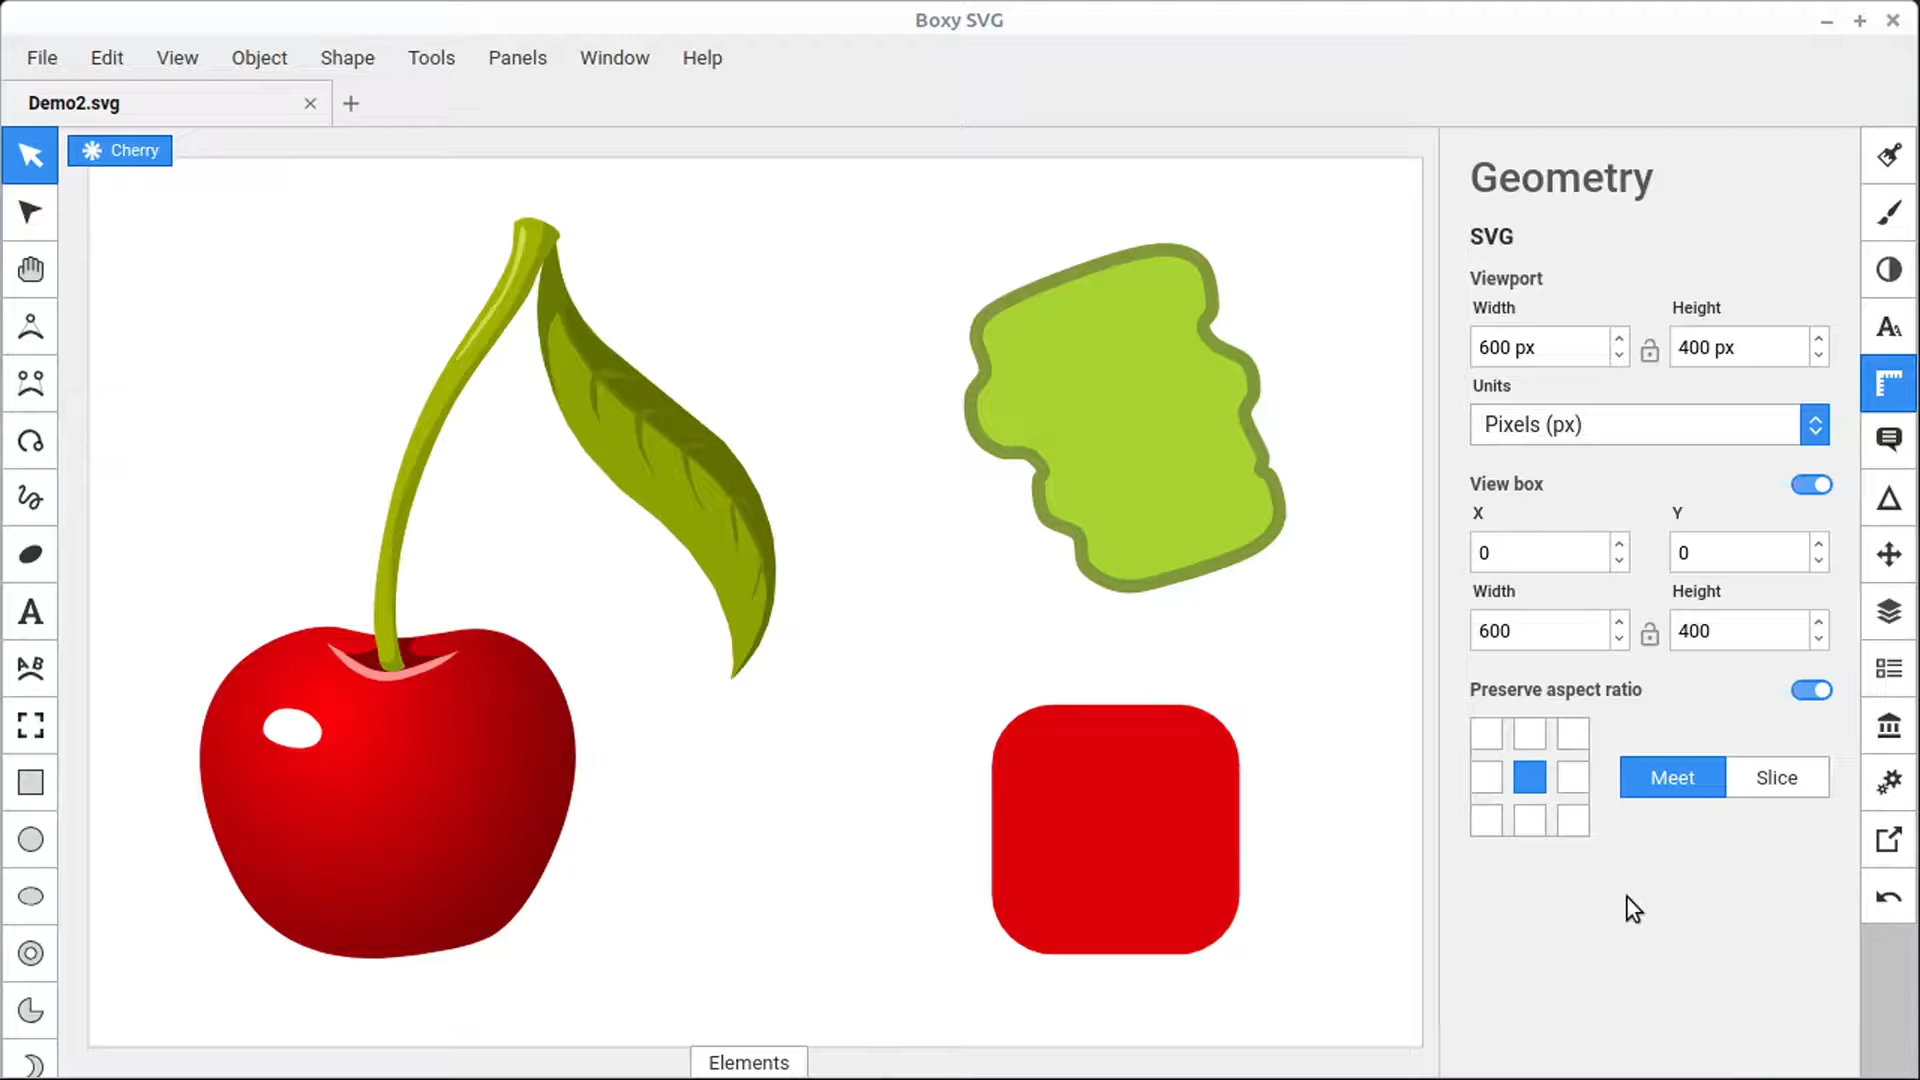 Boxy SVG
File Edit View Object Shape Tools Panels Window Help
Demo2.svg
Cherry
Geometry
SVG
Viewport
Width Height
600 px 400 px
Units
Pixels (px)
View box
X Y
0 0
Width Height
600 400
Preserve aspect ratio
Meet Slice
Elements